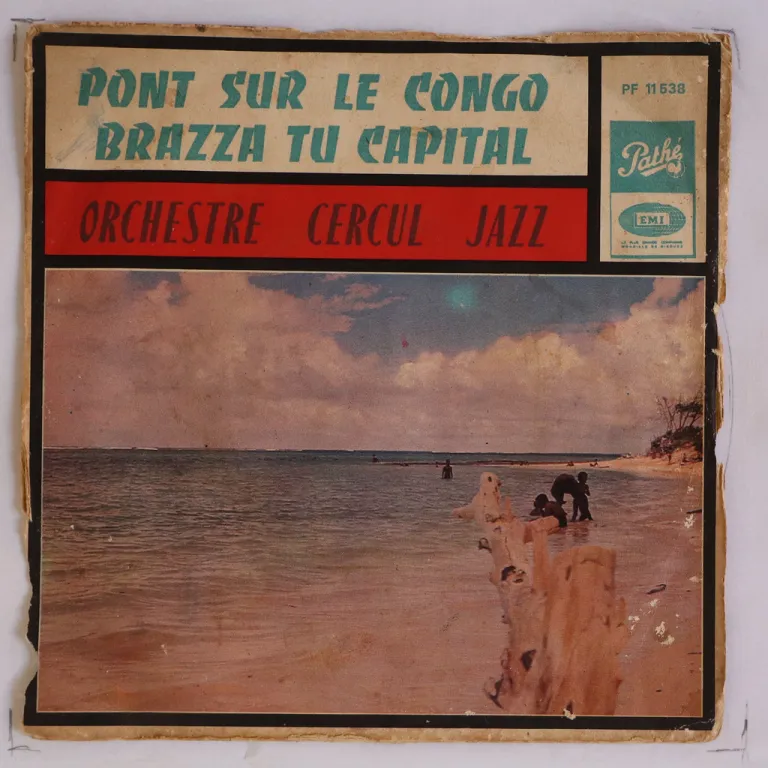 PONT SUR LE CONGO
BRAZZA TU CAPITAL
ORCHESTRE CERCUL JAZZ
PF 11538
Pathé
EMI